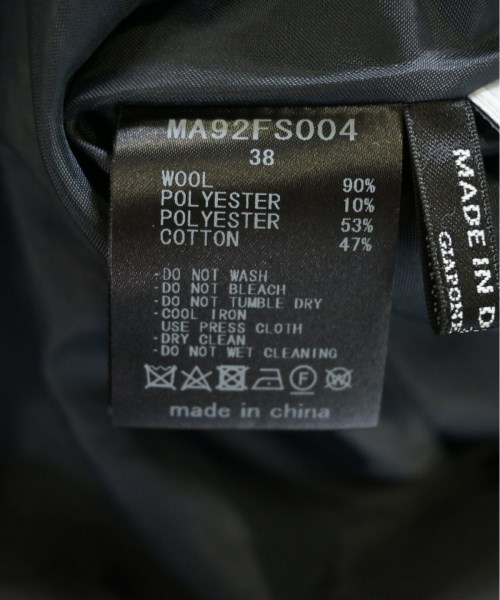 MA92FS004
38
WOOL 90%
POLYESTER 10%
POLYESTER 53%
COTTON 47%
-DO NOT WASH
-DO NOT BLEACH
-DO NOT TUMBLE DRY
-COOL IRON
USE PRESS CLOTH
-DRY CLEAN
-DO NOT WET CLEANING
F W
made in china
MADE IN